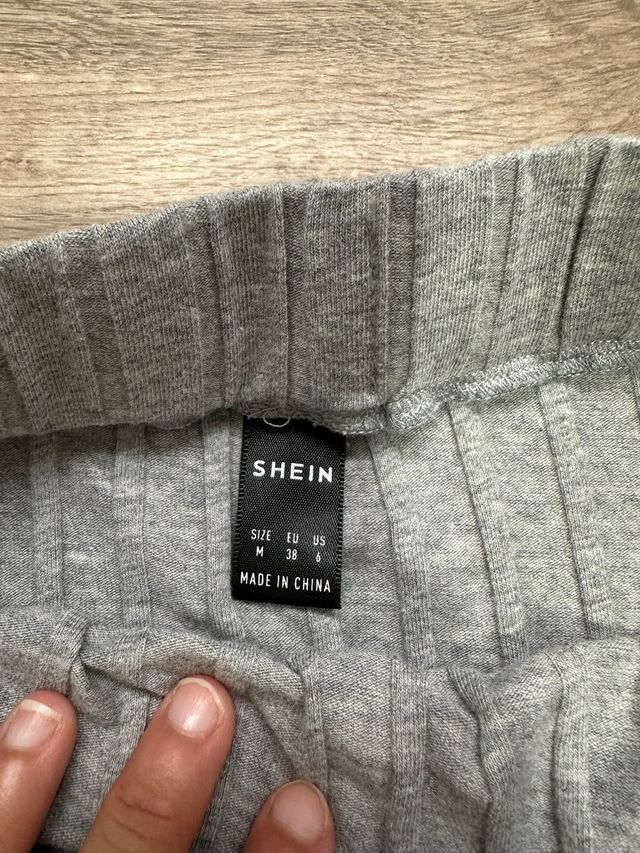 SHEIN
SIZE EU US
M 38 6
MADE IN CHINA